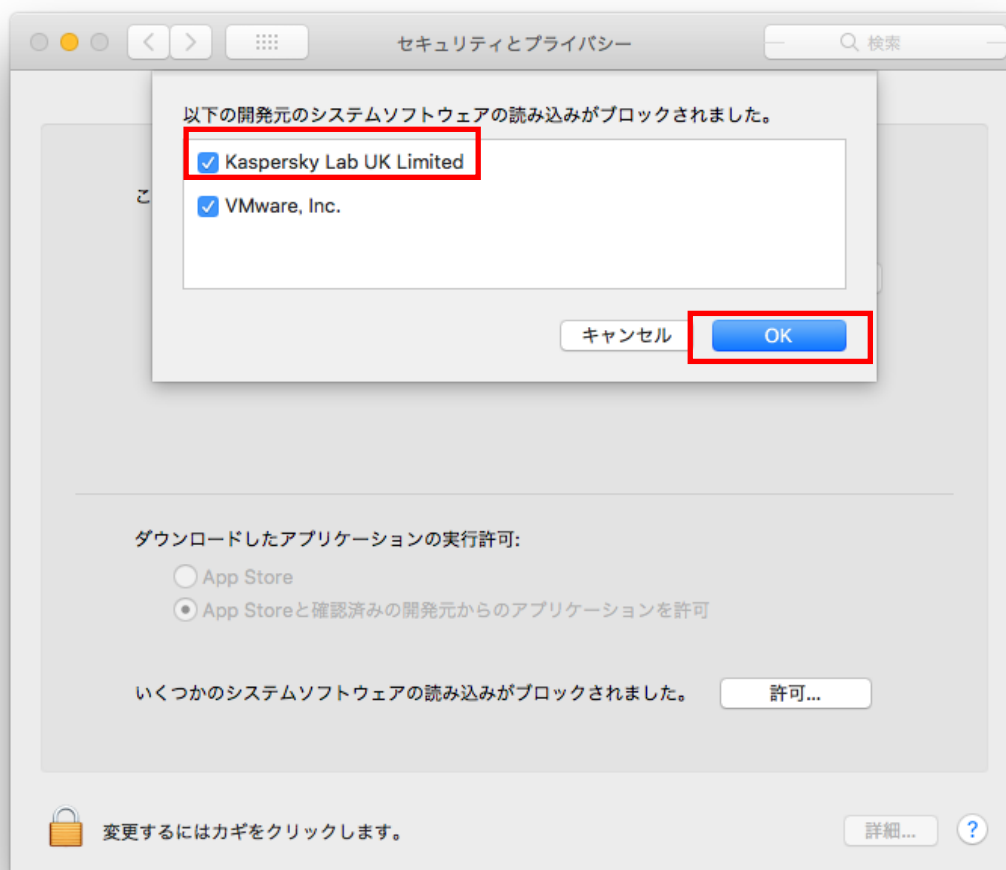 セキュリティとプライバシー
検索
以下の開発元のシステムソフトウェアの読み込みがブロックされました。
Kaspersky Lab UK Limited
こ
VMware, Inc.
キャンセル
OK
ダウンロードしたアプリケーションの実行許可:
App Store
App Storeと確認済みの開発元からのアプリケーションを許可
いくつかのシステムソフトウェアの読み込みがブロックされました。
許可...
変更するにはカギをクリックします。
詳細...
?